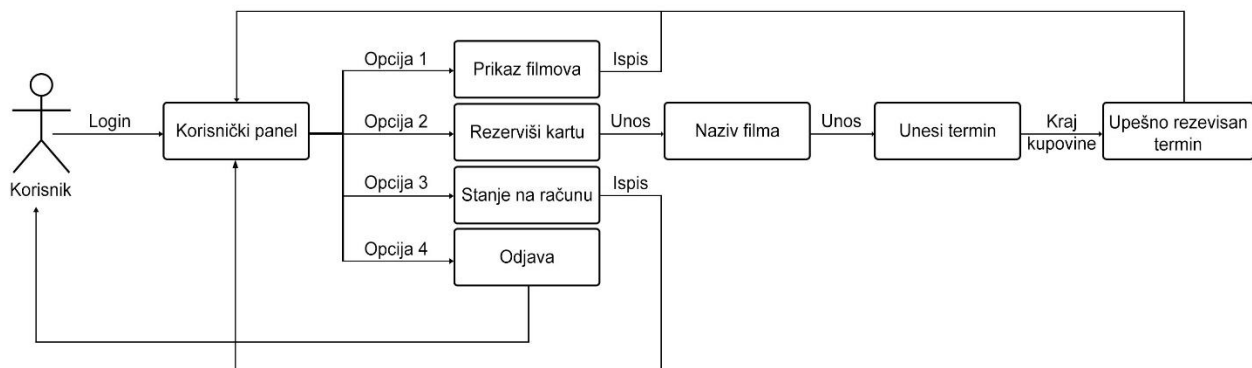 Korisnik
Login
Korisnički panel
Opcija 1
Prikaz filmova
Ispis
Opcija 2
Rezerviši kartu
Unos
Naziv filma
Unos
Unesi termin
Kraj
kupovine
Upešno rezevisan
termin
Opcija 3
Stanje na računu
Ispis
Opcija 4
Odjava